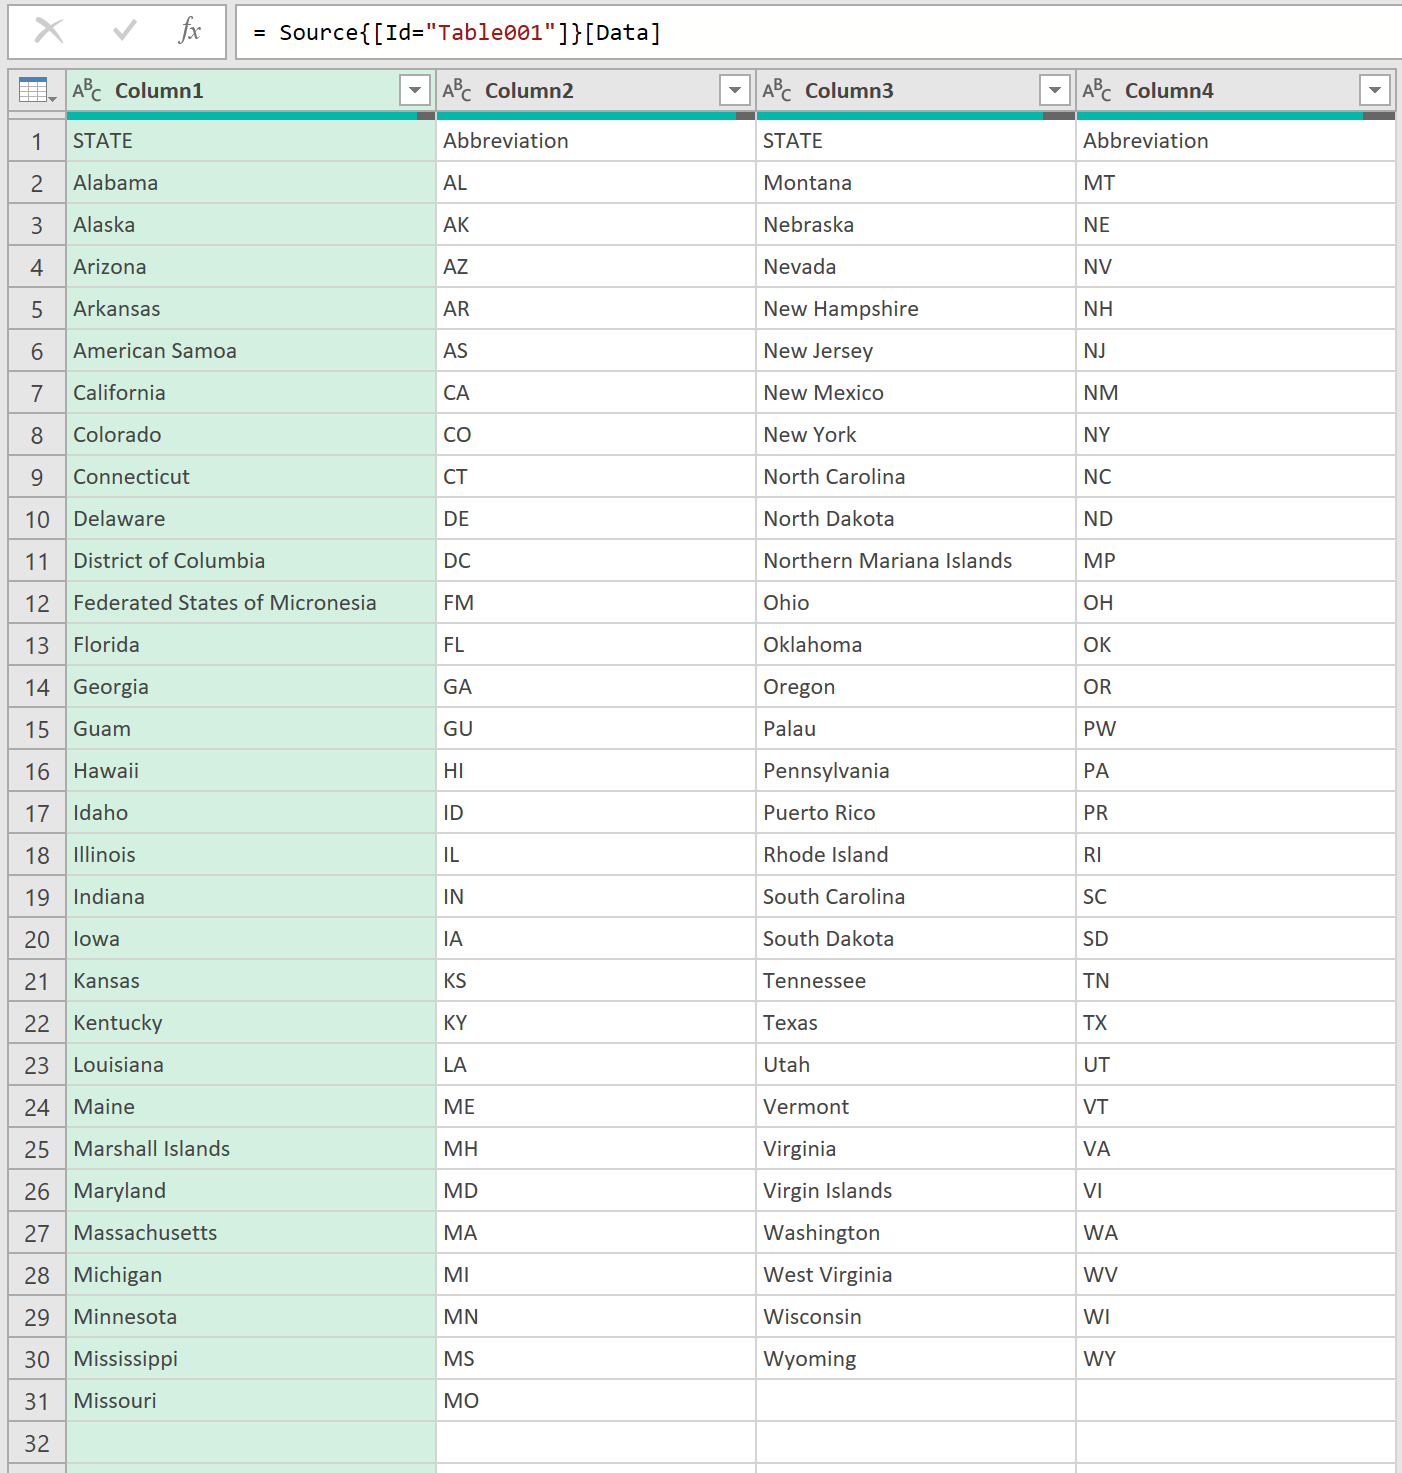 fx = Source{[Id="Table001"]}[Data]
ABC Column1 ABC Column2 ABC Column3 ABC Column4
1 STATE Abbreviation STATE Abbreviation
2 Alabama AL Montana MT
3 Alaska AK Nebraska NE
4 Arizona AZ Nevada NV
5 Arkansas AR New Hampshire NH
6 American Samoa AS New Jersey NJ
7 California CA New Mexico NM
8 Colorado CO New York NY
9 Connecticut CT North Carolina NC
10 Delaware DE North Dakota ND
11 District of Columbia DC Northern Mariana Islands MP
12 Federated States of Micronesia FM Ohio OH
13 Florida FL Oklahoma OK
14 Georgia GA Oregon OR
15 Guam GU Palau PW
16 Hawaii HI Pennsylvania PA
17 Idaho ID Puerto Rico PR
18 Illinois IL Rhode Island RI
19 Indiana IN South Carolina SC
20 Iowa IA South Dakota SD
21 Kansas KS Tennessee TN
22 Kentucky KY Texas TX
23 Louisiana LA Utah UT
24 Maine ME Vermont VT
25 Marshall Islands MH Virginia VA
26 Maryland MD Virgin Islands VI
27 Massachusetts MA Washington WA
28 Michigan MI West Virginia WV
29 Minnesota MN Wisconsin WI
30 Mississippi MS Wyoming WY
31 Missouri MO
32